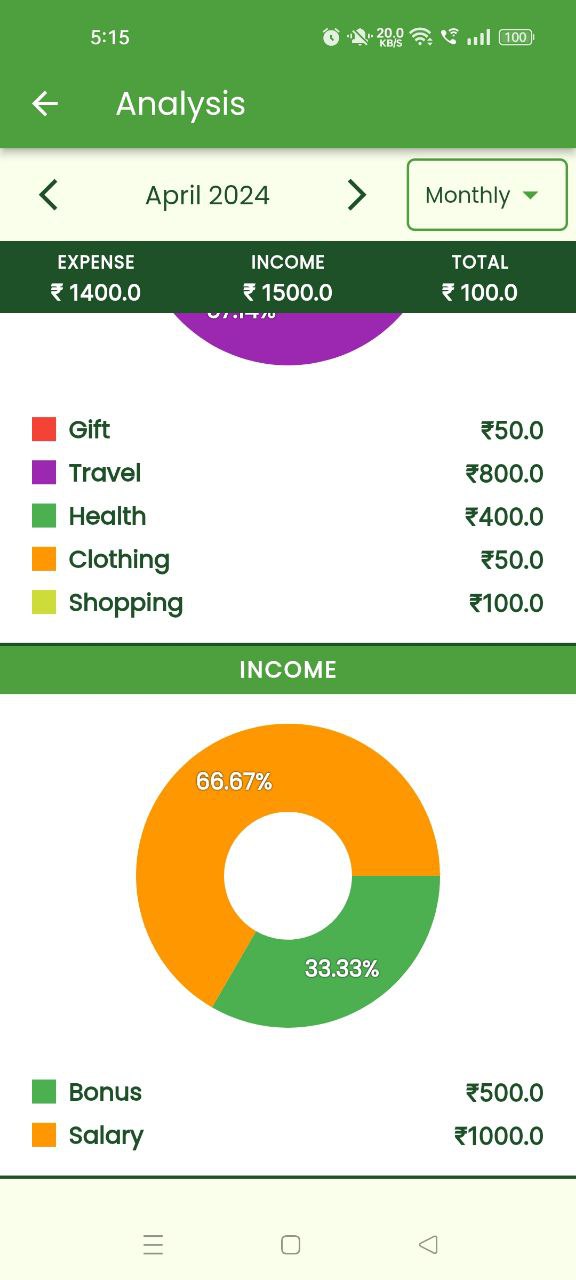 5:15 20.0 KB/S 100
Analysis
April 2024 Monthly
EXPENSE INCOME TOTAL
₹ 1400.0 ₹ 1500.0 ₹ 100.0
Gift ₹50.0
Travel ₹800.0
Health ₹400.0
Clothing ₹50.0
Shopping ₹100.0
INCOME
66.67%
33.33%
Bonus ₹500.0
Salary ₹1000.0